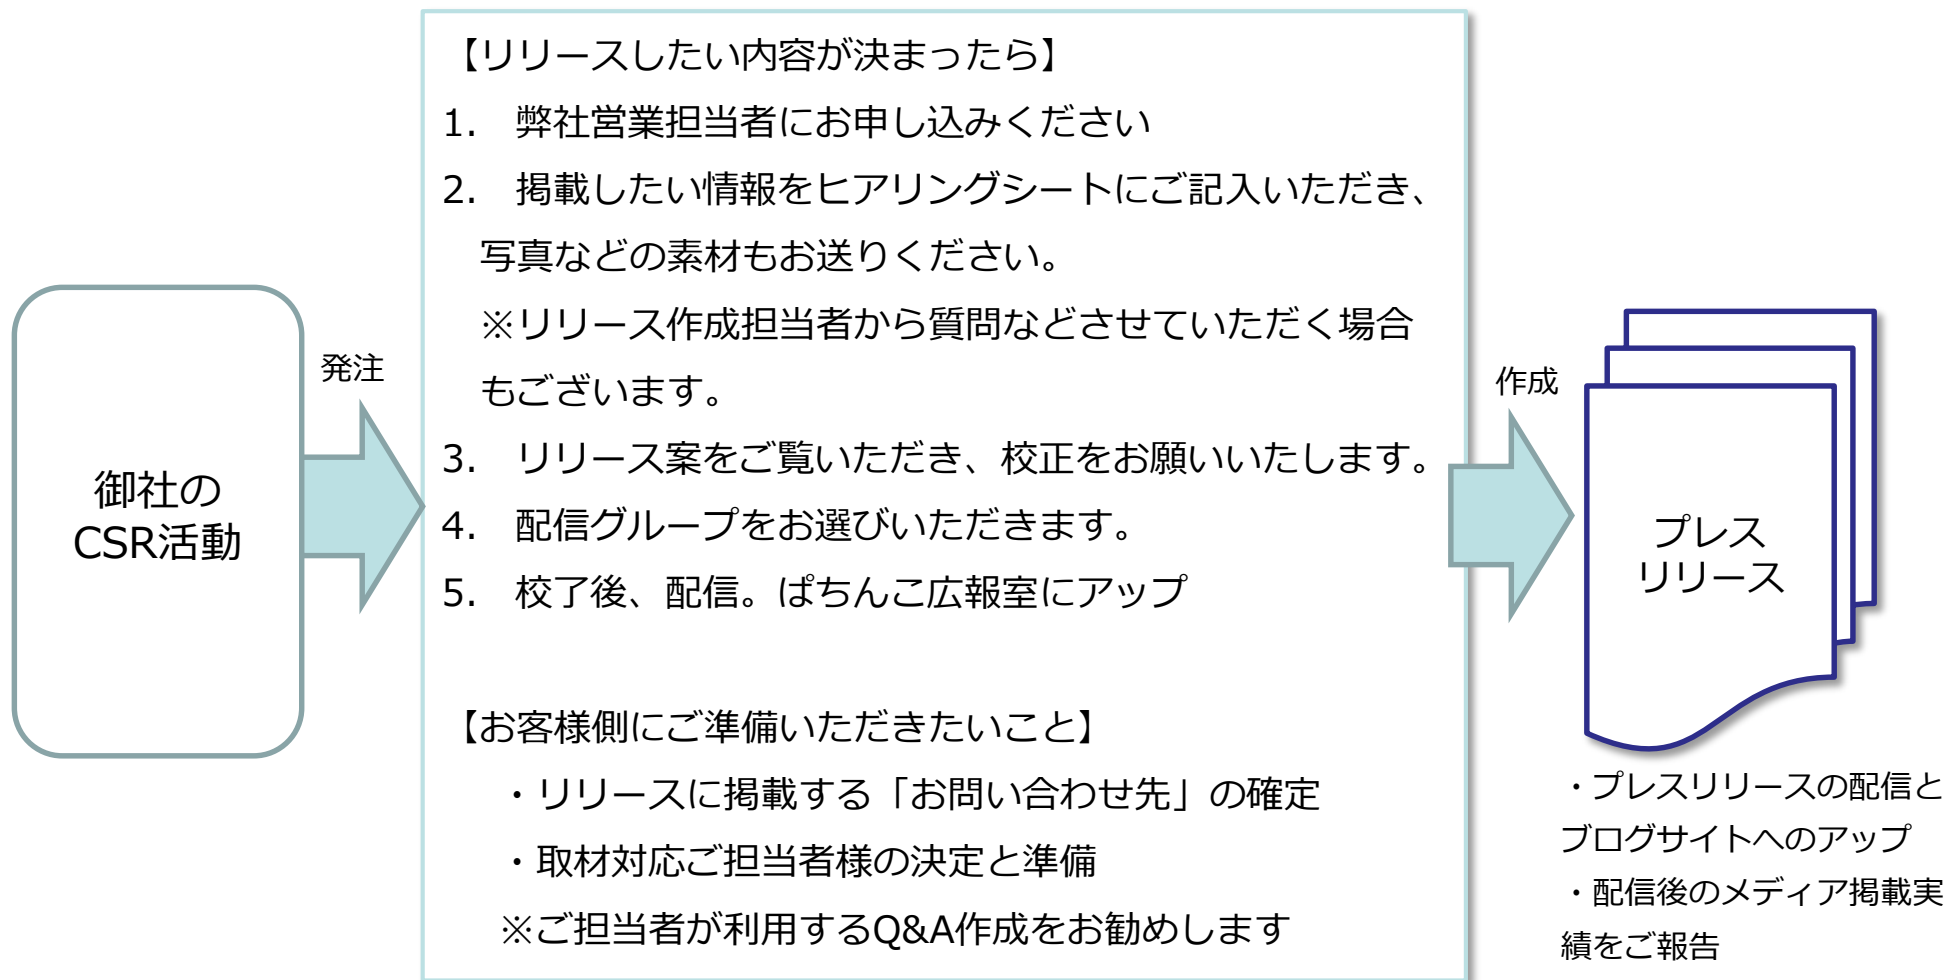 御社の
CSR活動
発注
【リリースしたい内容が決まったら】
1. 弊社営業担当者にお申し込みください
2. 掲載したい情報をヒアリングシートにご記入いただき、
写真などの素材もお送りください。
※リリース作成担当者から質問などさせていただく場合
もございます。
3. リリース案をご覧いただき、校正をお願いいたします。
4. 配信グループをお選びいただきます。
5. 校了後、配信。ぱちんこ広報室にアップ
【お客様側にご準備いただきたいこと】
・リリースに掲載する「お問い合わせ先」の確定
・取材対応ご担当者様の決定と準備
※ご担当者が利用するQ&A作成をお勧めします
作成
プレス
リリース
・プレスリリースの配信と
ブログサイトへのアップ
・配信後のメディア掲載実
績をご報告